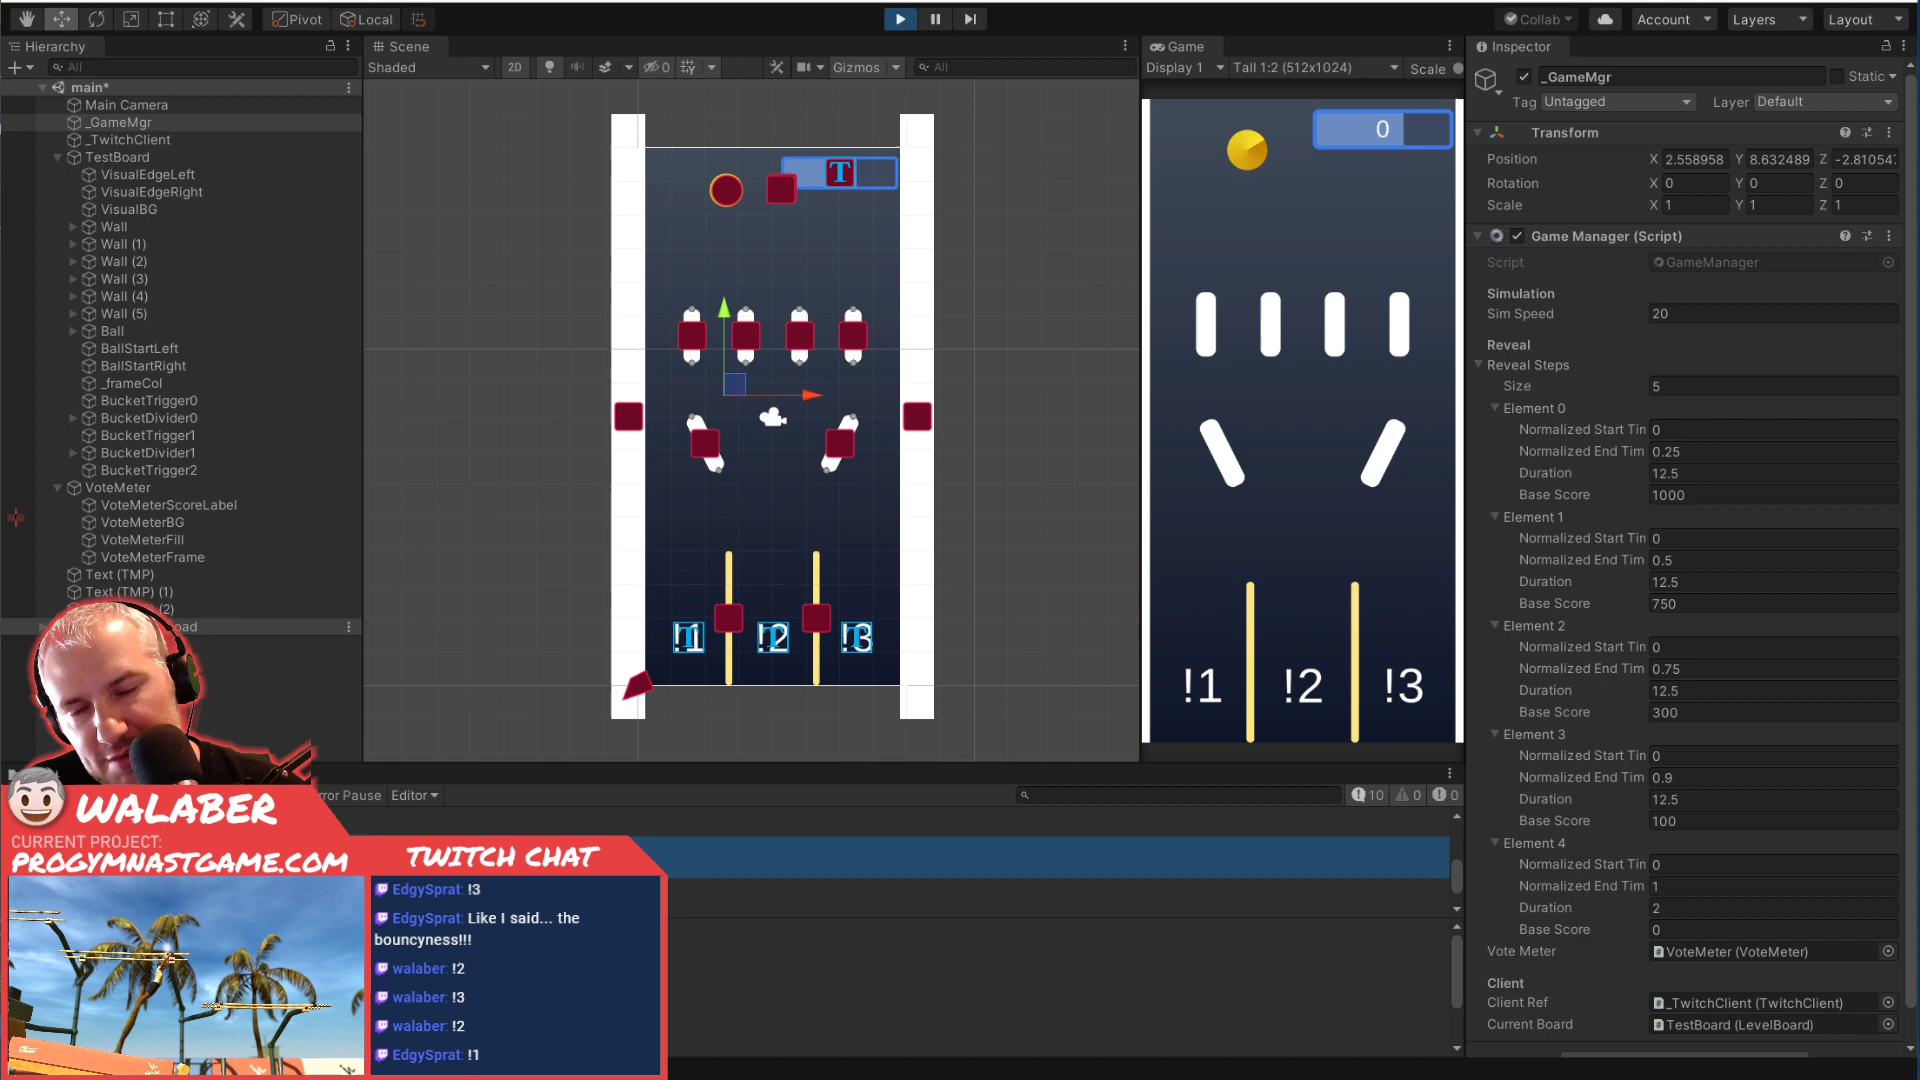 Pivot
Local
Collab
Account
Layers
Layout
Hierarchy
All
main*
Main Camera
_GameMgr
_TwitchClient
TestBoard
VisualEdgeLeft
VisualEdgeRight
VisualBG
Wall
Wall (1)
Wall (2)
Wall (3)
Wall (4)
Wall (5)
Ball
BallStartLeft
BallStartRight
_frameCol
BucketTrigger0
BucketDivider0
BucketTrigger1
BucketDivider1
BucketTrigger2
VoteMeter
VoteMeterScoreLabel
VoteMeterBG
VoteMeterFill
VoteMeterFrame
Text (TMP)
Text (TMP) (1)
(2)
oad
Scene
Shaded
2D
0
Gizmos
All
T
!1
!2
!3
Game
Display 1
Tall 1:2 (512x1024)
Scale
0
!1
!2
!3
Inspector
_GameMgr
Static
Tag Untagged
Layer Default
Transform
Position X 2.558958 Y 8.632489 Z -2.810547
Rotation X 0 Y 0 Z 0
Scale X 1 Y 1 Z 1
Game Manager (Script)
Script GameManager
Simulation
Sim Speed 20
Reveal
Reveal Steps
Size 5
Element 0
Normalized Start Tin 0
Normalized End Tim 0.25
Duration 12.5
Base Score 1000
Element 1
Normalized Start Tin 0
Normalized End Tim 0.5
Duration 12.5
Base Score 750
Element 2
Normalized Start Tin 0
Normalized End Tim 0.75
Duration 12.5
Base Score 300
Element 3
Normalized Start Tin 0
Normalized End Tim 0.9
Duration 12.5
Base Score 100
Element 4
Normalized Start Tin 0
Normalized End Tim 1
Duration 2
Base Score 0
Vote Meter VoteMeter (VoteMeter)
Client
Client Ref _TwitchClient (TwitchClient)
Current Board TestBoard (LevelBoard)
ror Pause
Editor
10
0
0
WALABER
CURRENT PROJECT:
PROGYMNASTGAME.COM
TWITCH CHAT
EdgySprat: !3
EdgySprat: Like I said... the
bouncyness!!!
walaber: !2
walaber: !3
walaber: !2
EdgySprat: !1